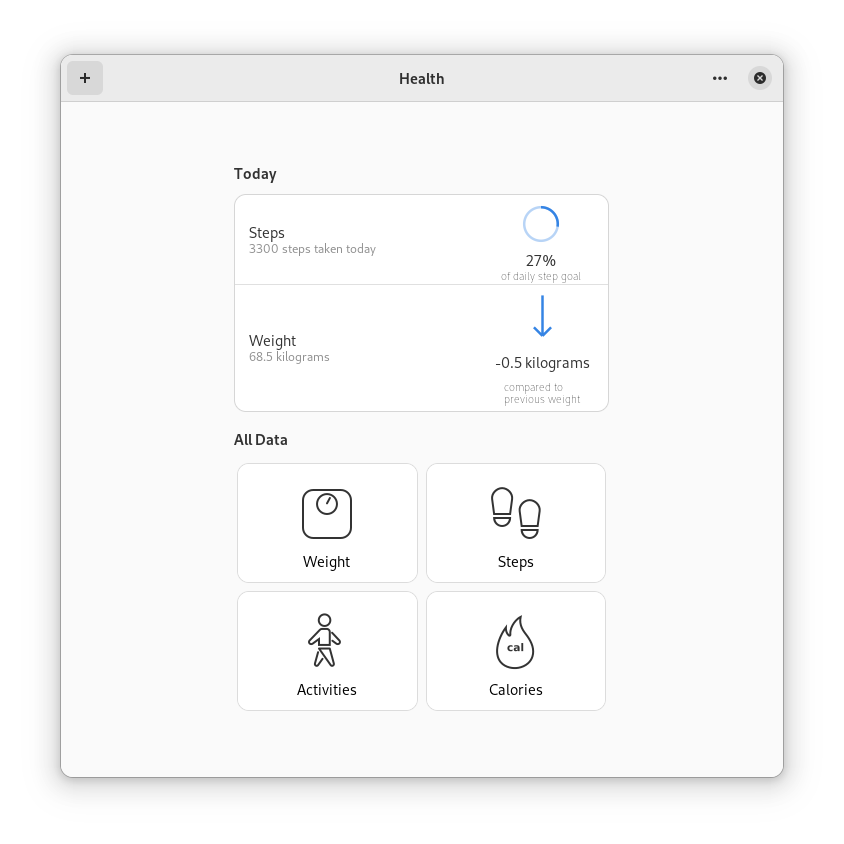 Health
Today
Steps
3300 steps taken today
27%
of daily step goal
Weight
68.5 kilograms
-0.5 kilograms
compared to
previous weight
All Data
Weight
Steps
Activities
cal
Calories